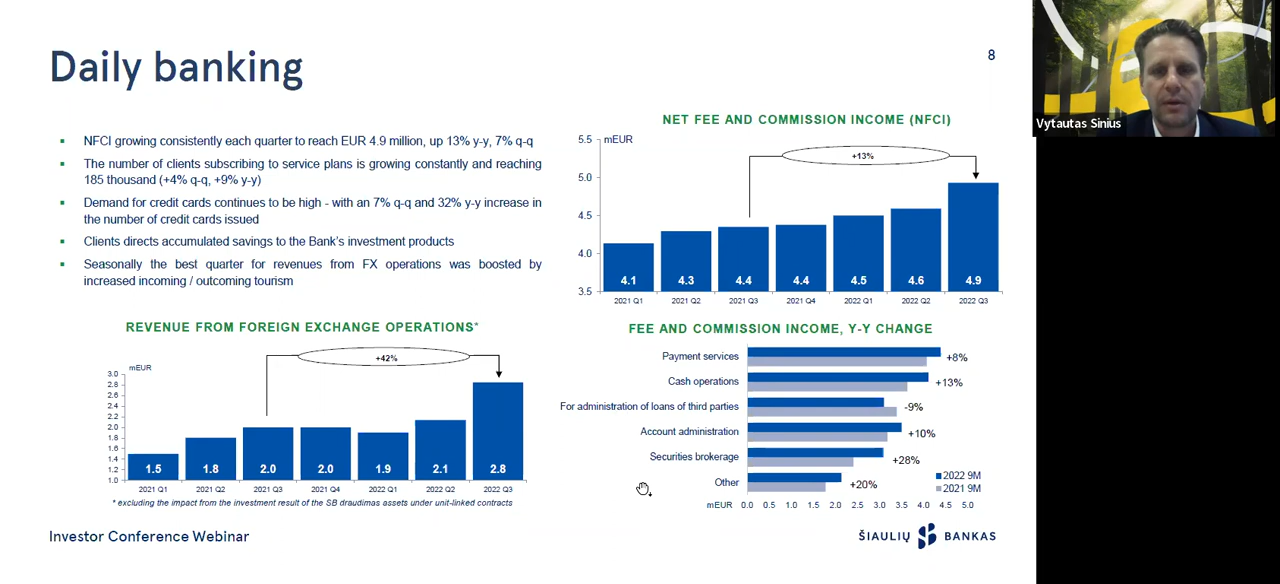 Daily banking
8
▪ NFCI growing consistently each quarter to reach EUR 4.9 million, up 13% y-y, 7% q-q
▪ The number of clients subscribing to service plans is growing constantly and reaching
185 thousand (+4% q-q, +9% y-y)
▪ Demand for credit cards continues to be high - with an 7% q-q and 32% y-y increase in
the number of credit cards issued
▪ Clients directs accumulated savings to the Bank's investment products
▪ Seasonally the best quarter for revenues from FX operations was boosted by
increased incoming / outcoming tourism
NET FEE AND COMMISSION INCOME (NFCI)
mEUR
+13%
5.5
5.0
4.5
4.0
3.5
4.1 4.3 4.4 4.4 4.5 4.6 4.9
2021 Q1 2021 Q2 2021 Q3 2021 Q4 2022 Q1 2022 Q2 2022 Q3
REVENUE FROM FOREIGN EXCHANGE OPERATIONS*
mEUR
+42%
3.0
2.8
2.6
2.4
2.2
2.0
1.8
1.6
1.4
1.2
1.0
1.5 1.8 2.0 2.0 1.9 2.1 2.8
2021 Q1 2021 Q2 2021 Q3 2021 Q4 2022 Q1 2022 Q2 2022 Q3
* excluding the impact from the investment result of the SB draudimas assets under unit-linked contracts
FEE AND COMMISSION INCOME, Y-Y CHANGE
Payment services +8%
Cash operations +13%
For administration of loans of third parties -9%
Account administration +10%
Securities brokerage +28%
Other +20%
2022 9M
2021 9M
mEUR 0.0 0.5 1.0 1.5 2.0 2.5 3.0 3.5 4.0 4.5 5.0
Investor Conference Webinar
ŠIAULIŲ BANKAS
Vytautas Sinius